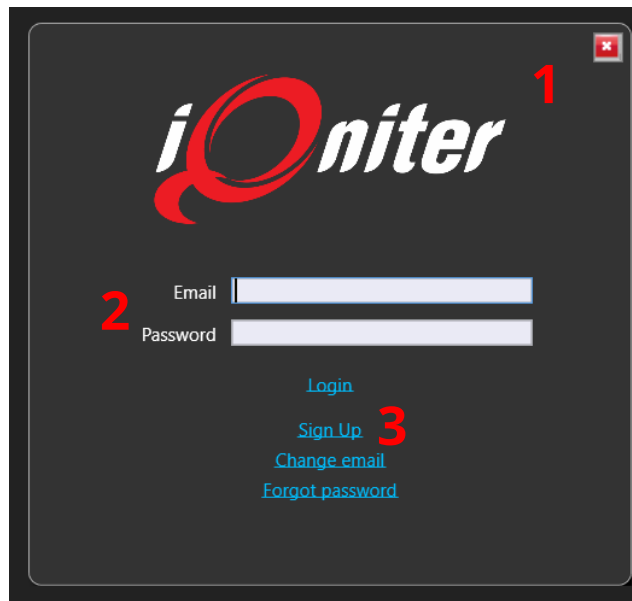 1
iQniter
Email
2
Password
Login
Sign Up 3
Change email
Forgot password